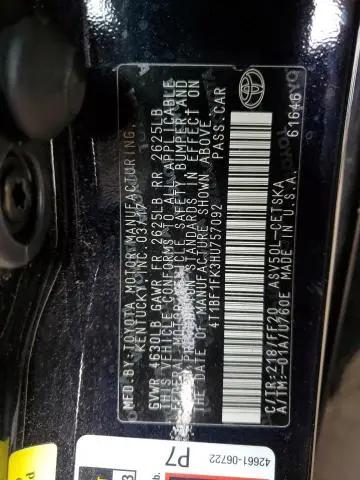 MFD.BY: TOYOTA MOTOR MANUFACTURING,
KENTUCKY, INC. 03/17
GVWR 4630LB GAWR FR 2625LB RR 2625LB
THIS VEHICLE CONFORMS TO ALL APPLICABLE
FEDERAL MOTOR VEHICLE SAFETY, BUMPER, AND
THEFT PREVENTION STANDARDS IN EFFECT ON
THE DATE OF MANUFACTURE SHOWN ABOVE.
4T1BF1FK3HU757092
PASS. CAR
C/TR:218/FF20 ASV50L-CETSKA
A/TM:-01A/U760E MADE IN U.S.A.
61646
42661-06722
P7